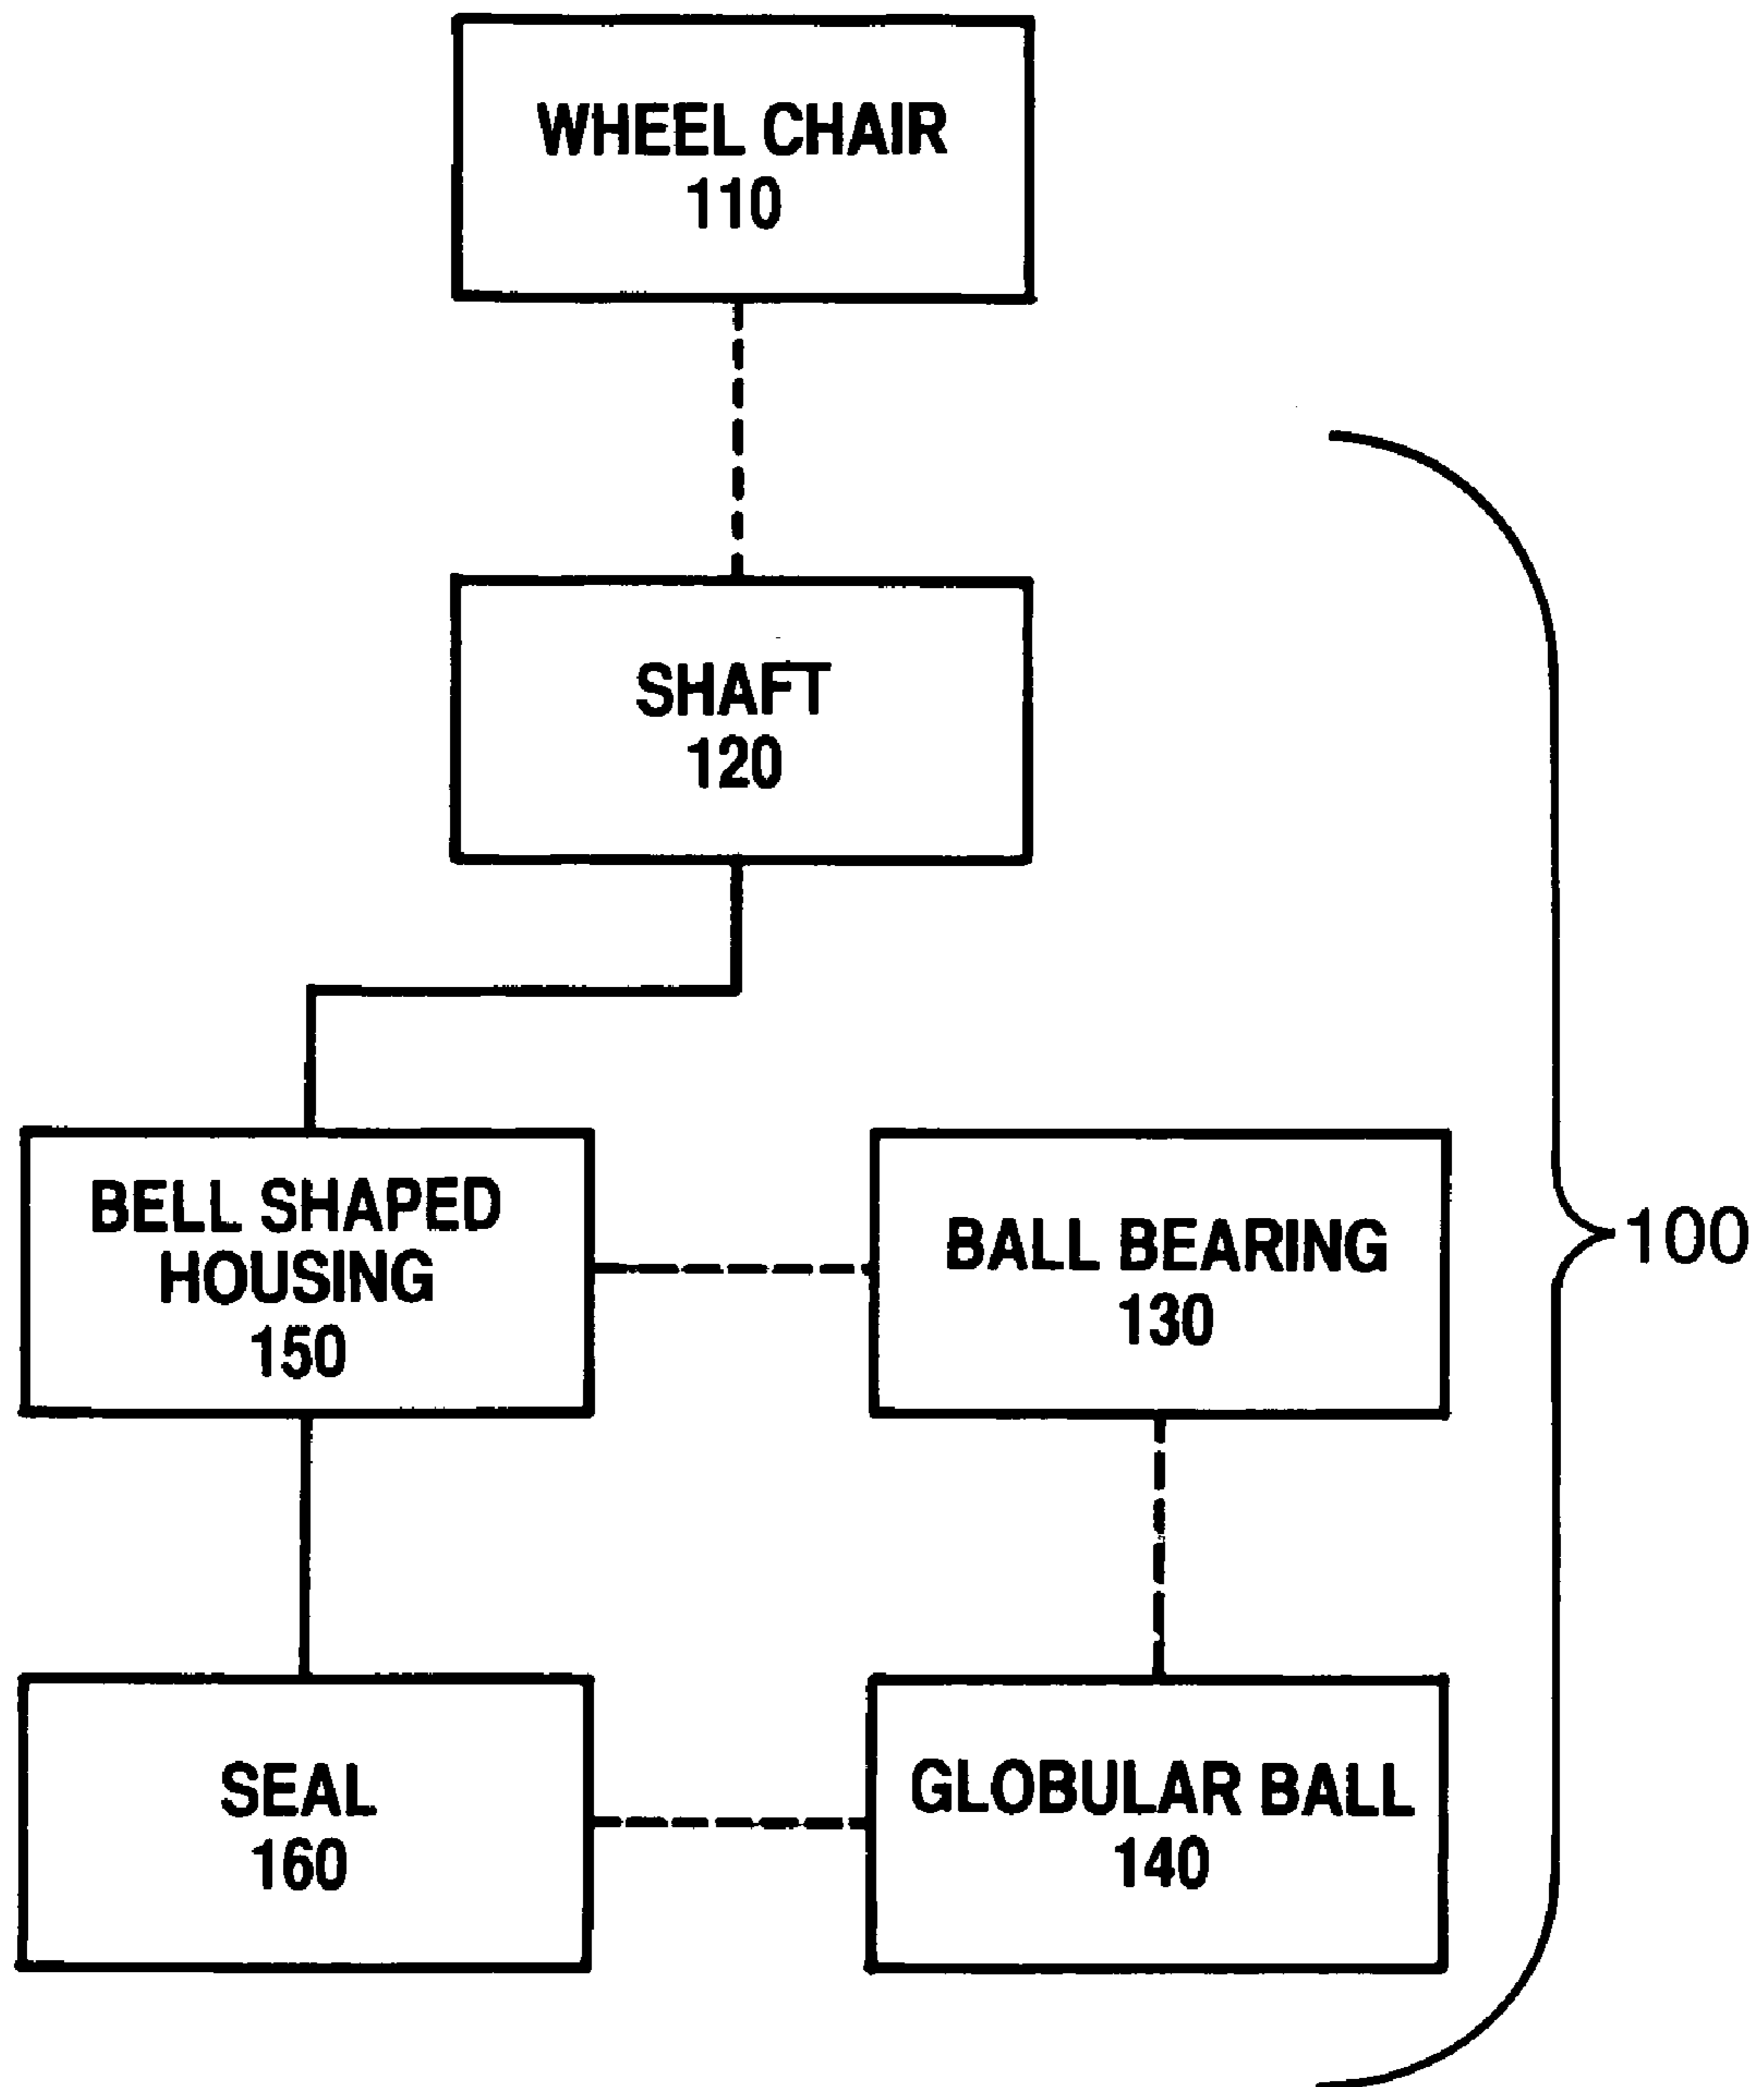 WHEEL CHAIR
110
SHAFT
120
BELL SHAPED
HOUSING
150
BALL BEARING
130
100
SEAL
160
GLOBULAR BALL
140